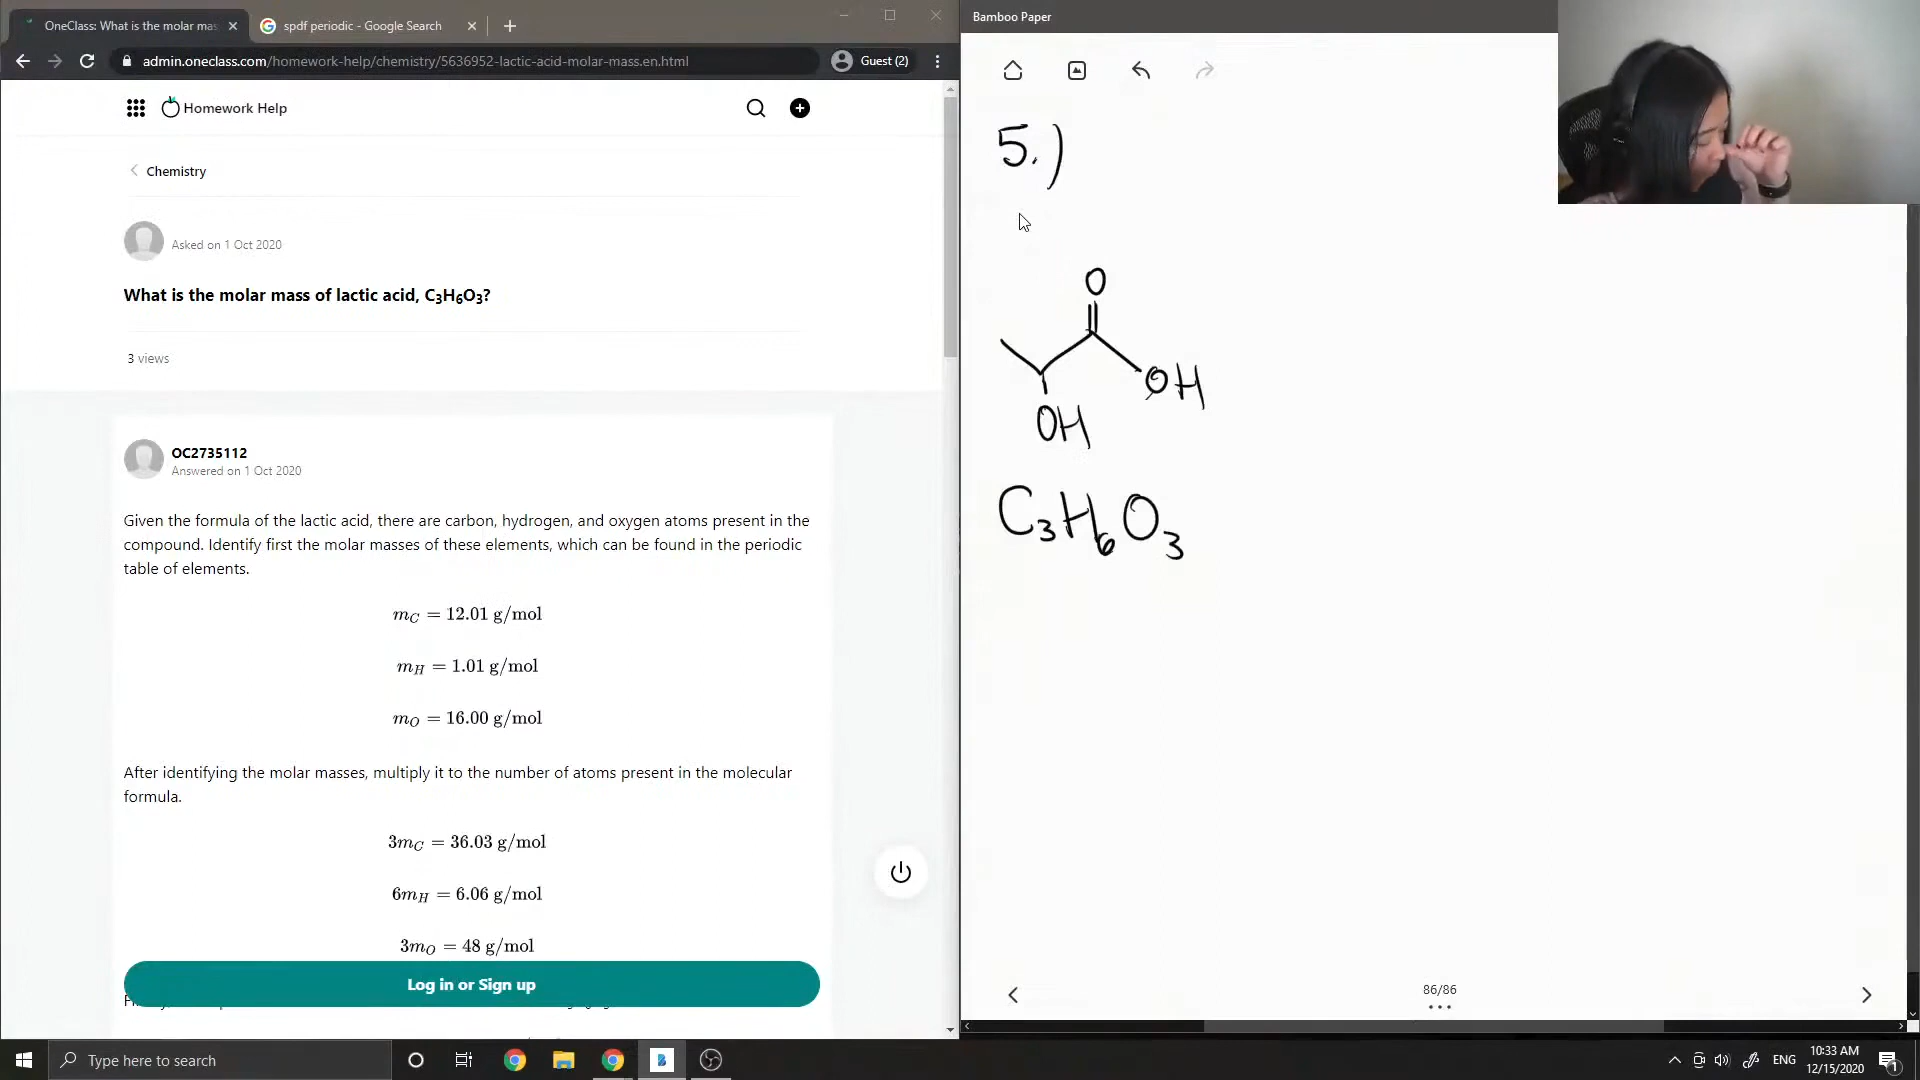 OneClass: What is the molar mas
spdf periodic - Google Search
admin.oneclass.com/homework-help/chemistry/5636952-lactic-acid-molar-mass.en.html
Guest (2)
Homework Help
Chemistry
Asked on 1 Oct 2020
What is the molar mass of lactic acid, C₃H₆O₃?
3 views
OC2735112
Answered on 1 Oct 2020
Given the formula of the lactic acid, there are carbon, hydrogen, and oxygen atoms present in the
compound. Identify first the molar masses of these elements, which can be found in the periodic
table of elements.
m_C = 12.01 g/mol
m_H = 1.01 g/mol
m_O = 16.00 g/mol
After identifying the molar masses, multiply it to the number of atoms present in the molecular
formula.
3m_C = 36.03 g/mol
6m_H = 6.06 g/mol
3m_O = 48 g/mol
Log in or Sign up
Bamboo Paper
5.)
O
OH
OH
C₃H₆O₃
86/86
Type here to search
B
ENG
10:33 AM
12/15/2020
1